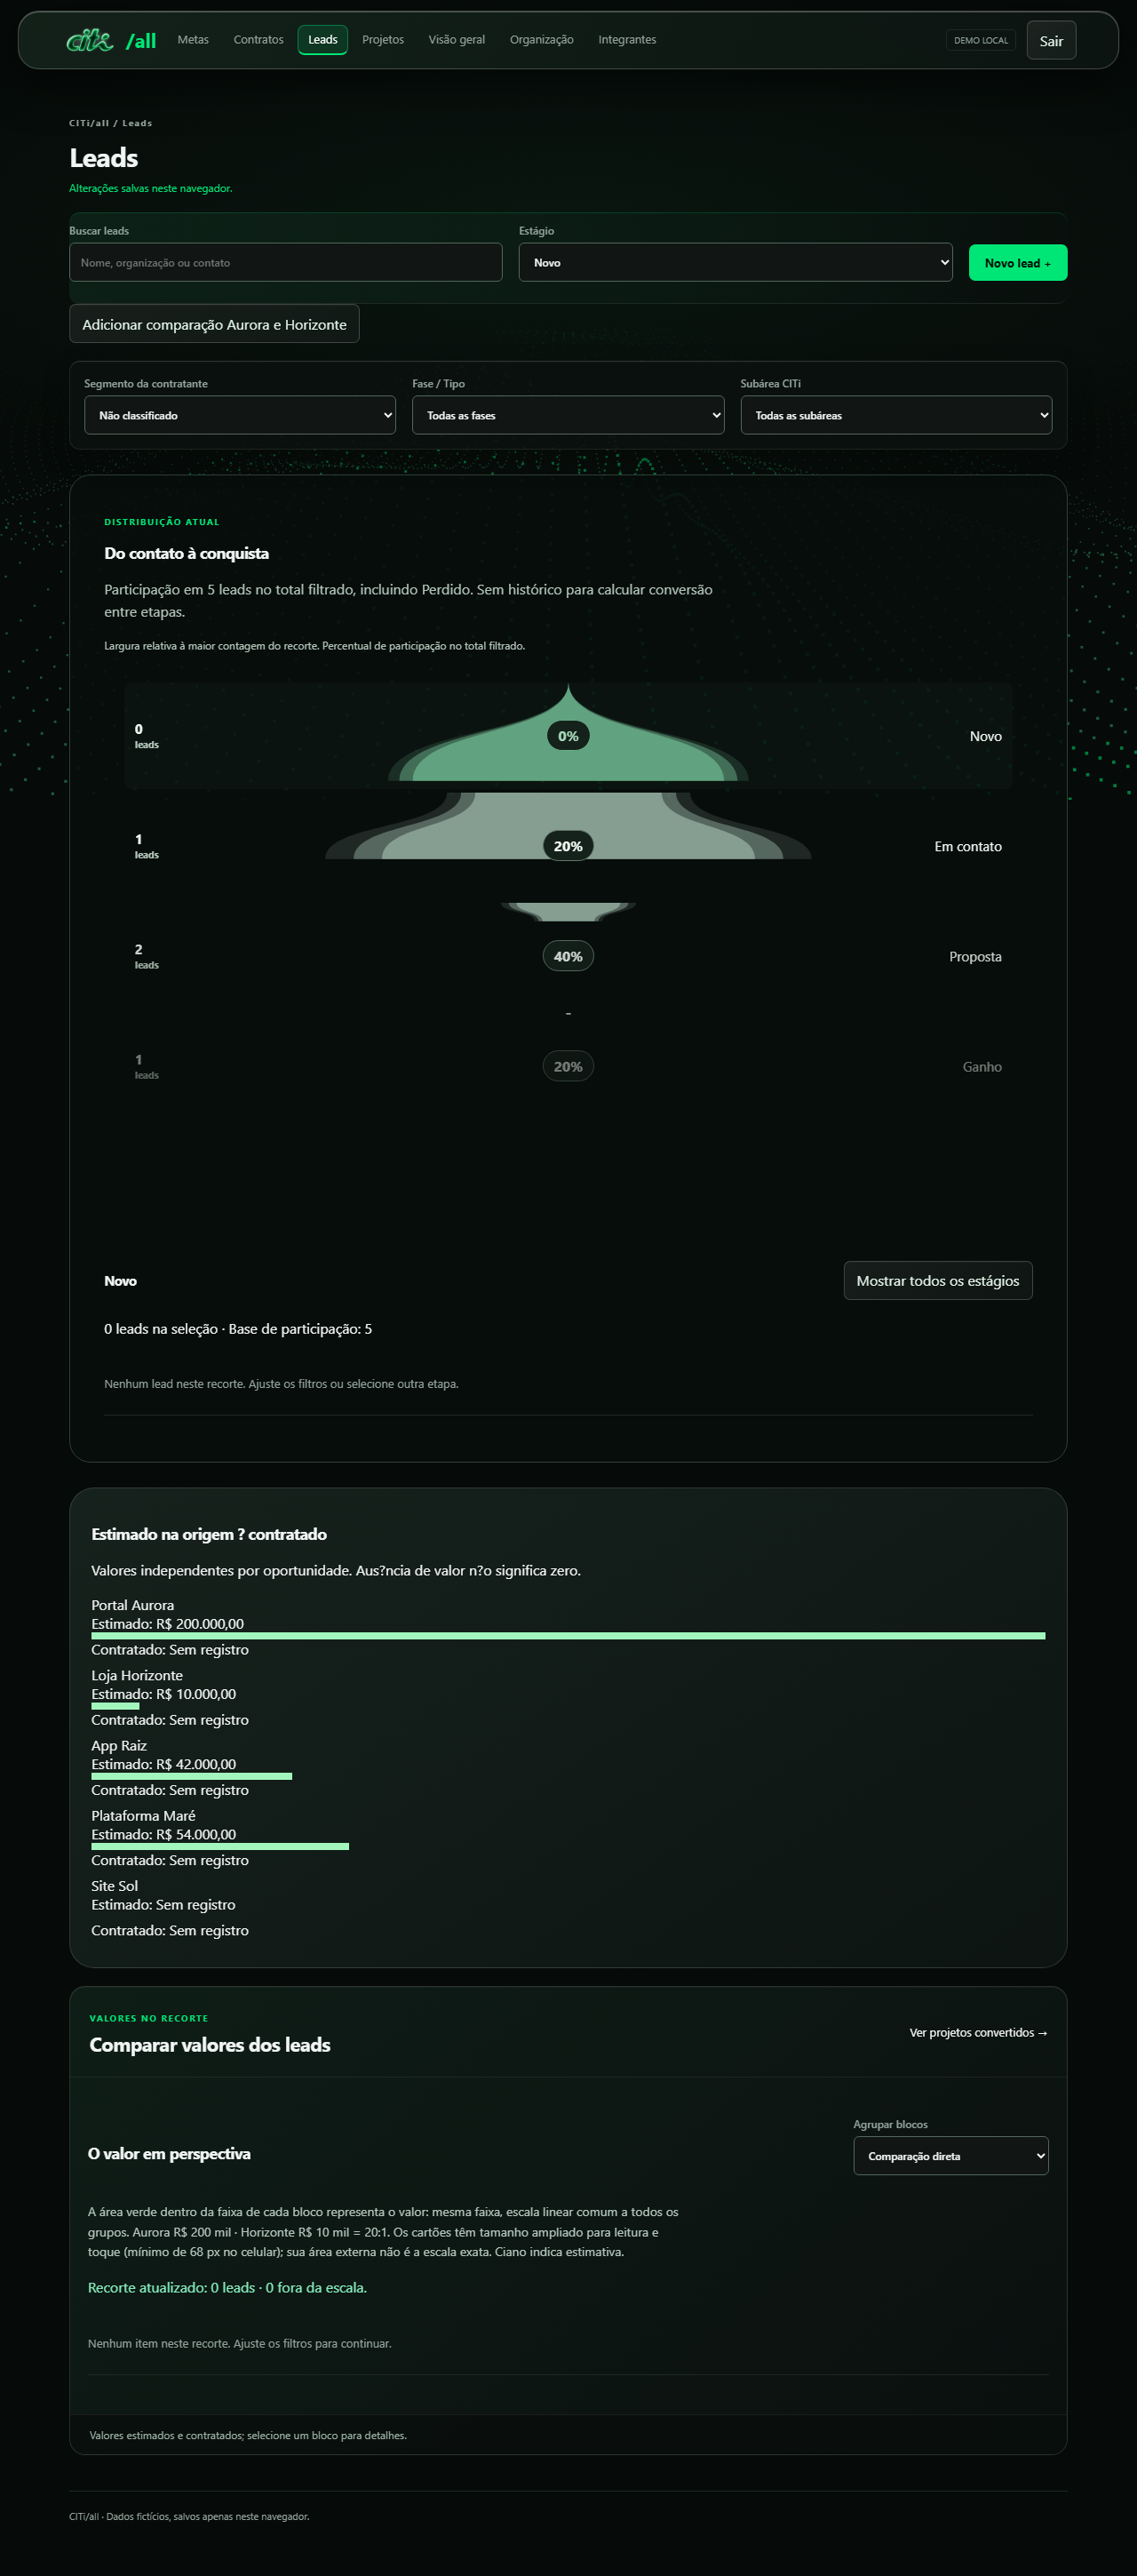 citi /all Metas Contratos Leads Projetos Visão geral Organização Integrantes DEMO LOCAL Sair
CITi/all / Leads
Leads
Alterações salvas neste navegador.
Buscar leads Estágio
Nome, organização ou contato Novo Novo lead +
Adicionar comparação Aurora e Horizonte
Segmento da contratante Fase / Tipo Subárea CITi
Não classificado Todas as fases Todas as subáreas
DISTRIBUIÇÃO ATUAL
Do contato à conquista
Participação em 5 leads no total filtrado, incluindo Perdido. Sem histórico para calcular conversão
entre etapas.
Largura relativa à maior contagem do recorte. Percentual de participação no total filtrado.
0
leads 0% Novo
1
leads 20% Em contato
2
leads 40% Proposta
-
1
leads 20% Ganho
Novo Mostrar todos os estágios
0 leads na seleção · Base de participação: 5
Nenhum lead neste recorte. Ajuste os filtros ou selecione outra etapa.
Estimado na origem ? contratado
Valores independentes por oportunidade. Aus?ncia de valor n?o significa zero.
Portal Aurora
Estimado: R$ 200.000,00
Contratado: Sem registro
Loja Horizonte
Estimado: R$ 10.000,00
Contratado: Sem registro
App Raiz
Estimado: R$ 42.000,00
Contratado: Sem registro
Plataforma Maré
Estimado: R$ 54.000,00
Contratado: Sem registro
Site Sol
Estimado: Sem registro
Contratado: Sem registro
VALORES NO RECORTE
Comparar valores dos leads Ver projetos convertidos →
Agrupar blocos
O valor em perspectiva Comparação direta
A área verde dentro da faixa de cada bloco representa o valor: mesma faixa, escala linear comum a todos os
grupos. Aurora R$ 200 mil · Horizonte R$ 10 mil = 20:1. Os cartões têm tamanho ampliado para leitura e
toque (mínimo de 68 px no celular); sua área externa não é a escala exata. Ciano indica estimativa.
Recorte atualizado: 0 leads · 0 fora da escala.
Nenhum item neste recorte. Ajuste os filtros para continuar.
Valores estimados e contratados; selecione um bloco para detalhes.
CITi/all · Dados fictícios, salvos apenas neste navegador.